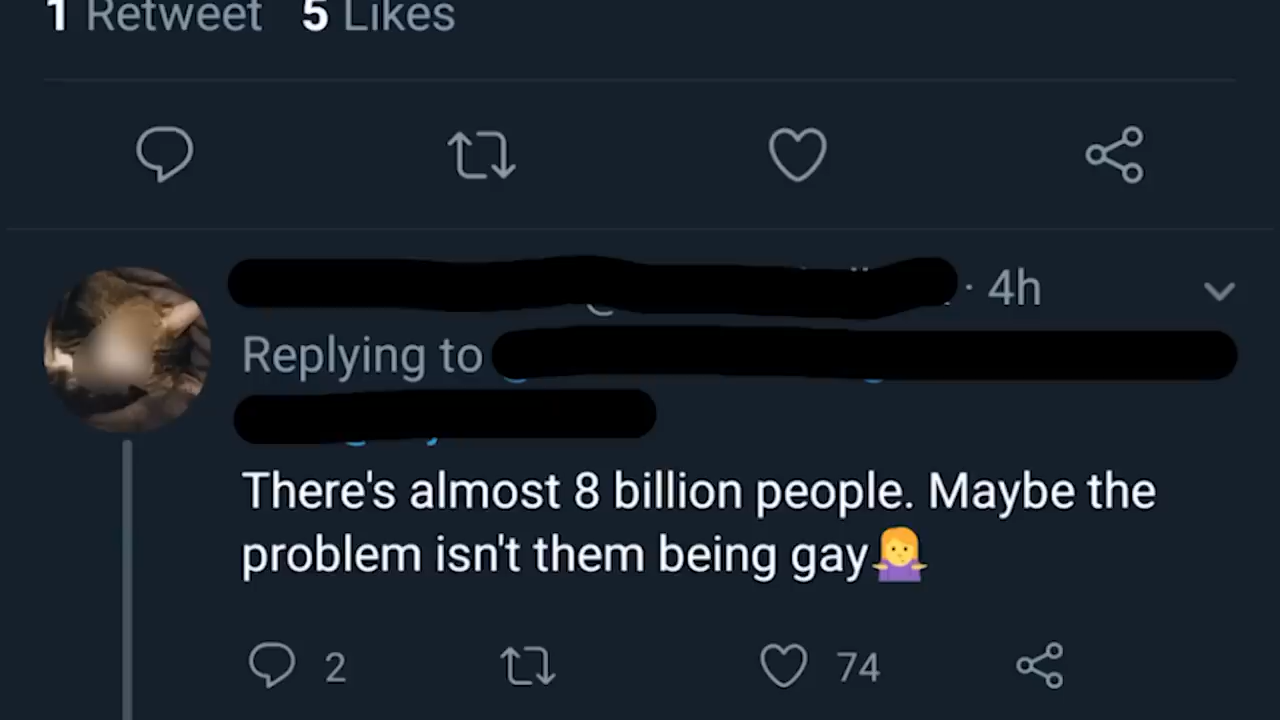 1 Retweet 5 Likes
· 4h
Replying to
There's almost 8 billion people. Maybe the
problem isn't them being gay🤷‍♀️
2 74